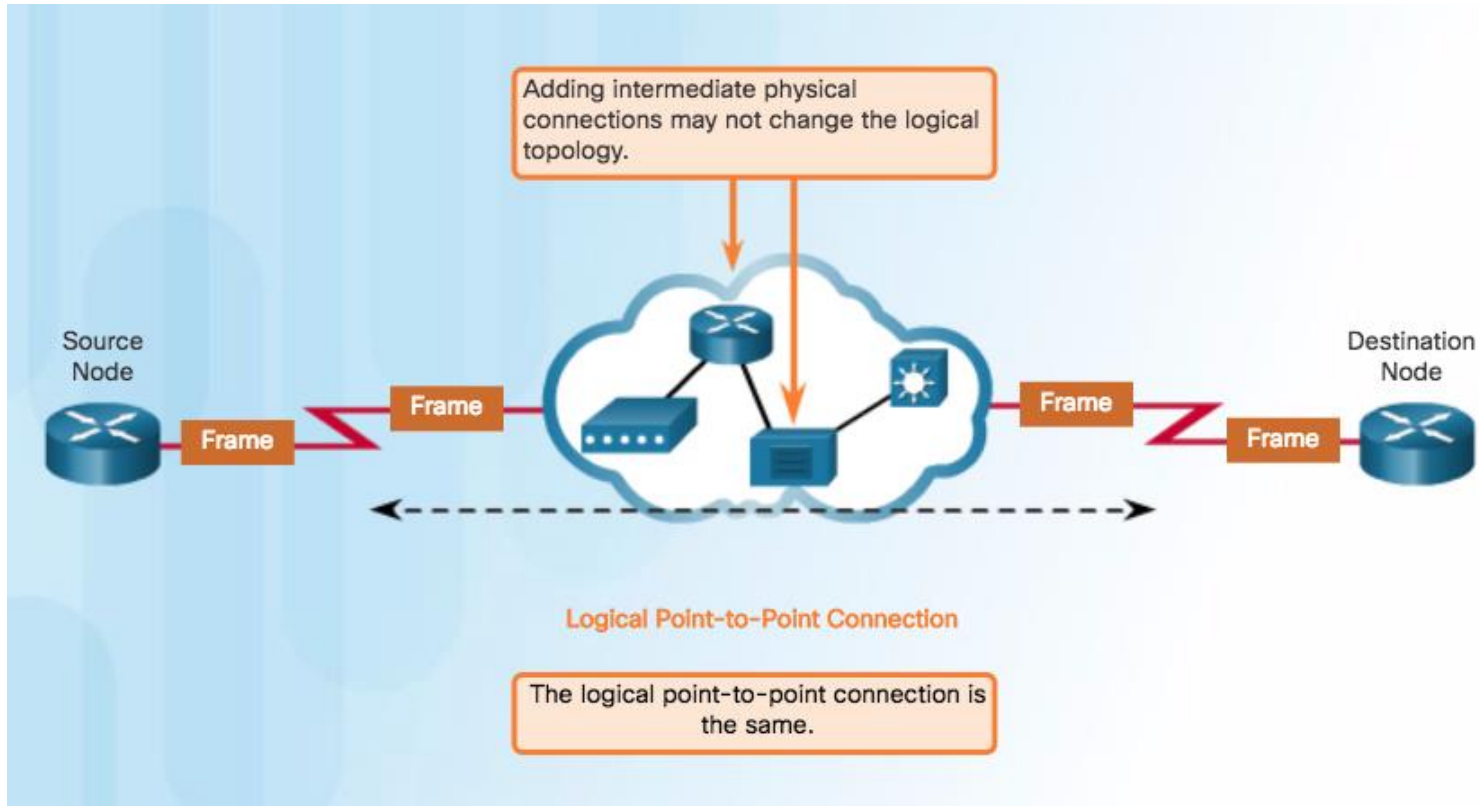 Adding intermediate physical
connections may not change the logical
topology.
Source
Node
Destination
Node
Frame
Frame
Frame
Frame
Logical Point-to-Point Connection
The logical point-to-point connection is
the same.